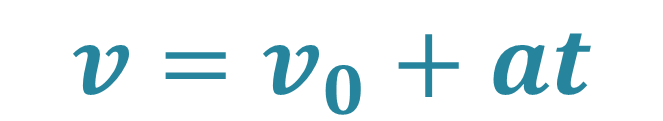 v = v₀ + at